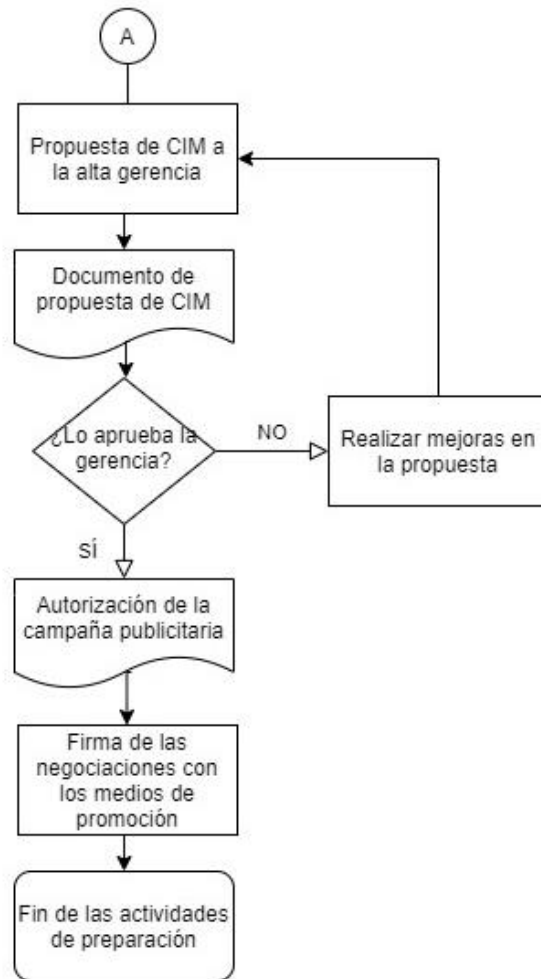 A
Propuesta de CIM a
la alta gerencia
Documento de
propuesta de CIM
¿Lo aprueba la
gerencia?
NO
Realizar mejoras en
la propuesta
SÍ
Autorización de la
campaña publicitaria
Firma de las
negociaciones con
los medios de
promoción
Fin de las actividades
de preparación